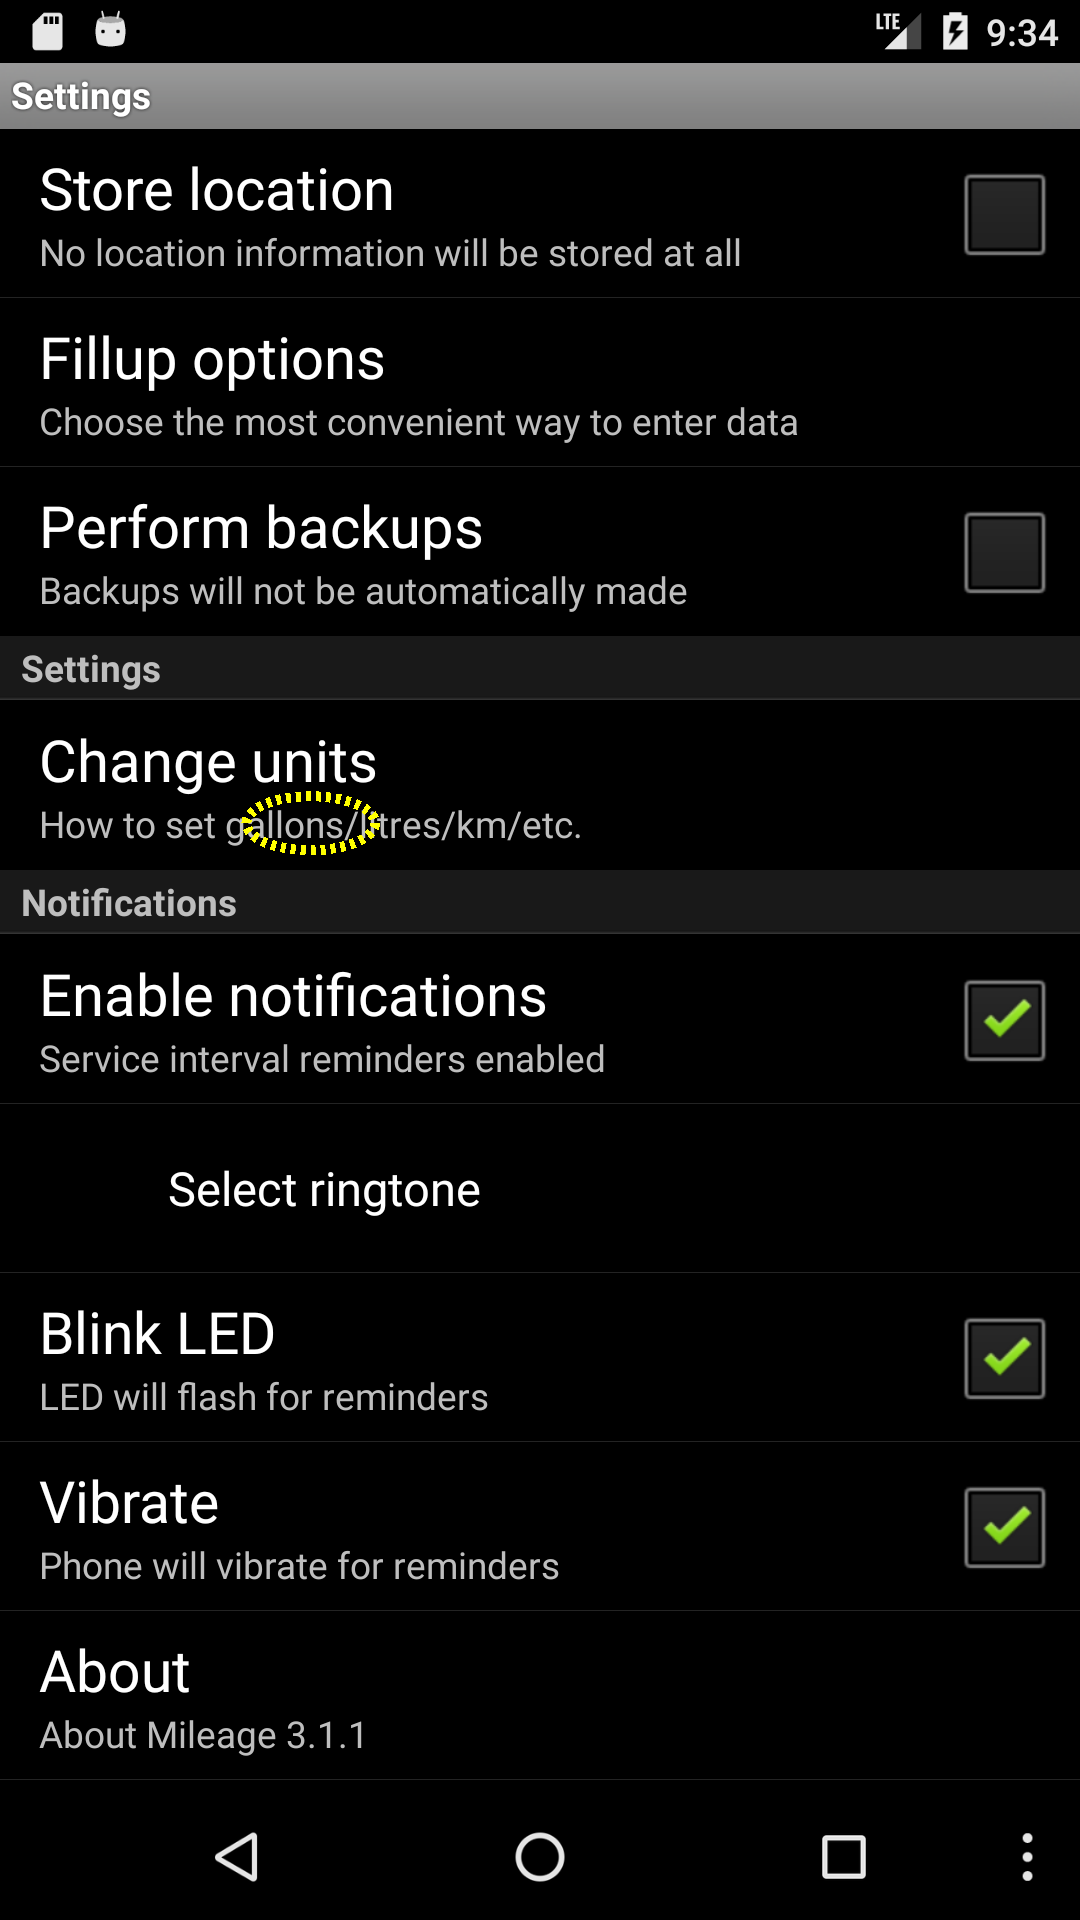 LTE 9:34
Settings
Store location
No location information will be stored at all
Fillup options
Choose the most convenient way to enter data
Perform backups
Backups will not be automatically made
Settings
Change units
How to set gallons/litres/km/etc.
Notifications
Enable notifications
Service interval reminders enabled
Select ringtone
Blink LED
LED will flash for reminders
Vibrate
Phone will vibrate for reminders
About
About Mileage 3.1.1